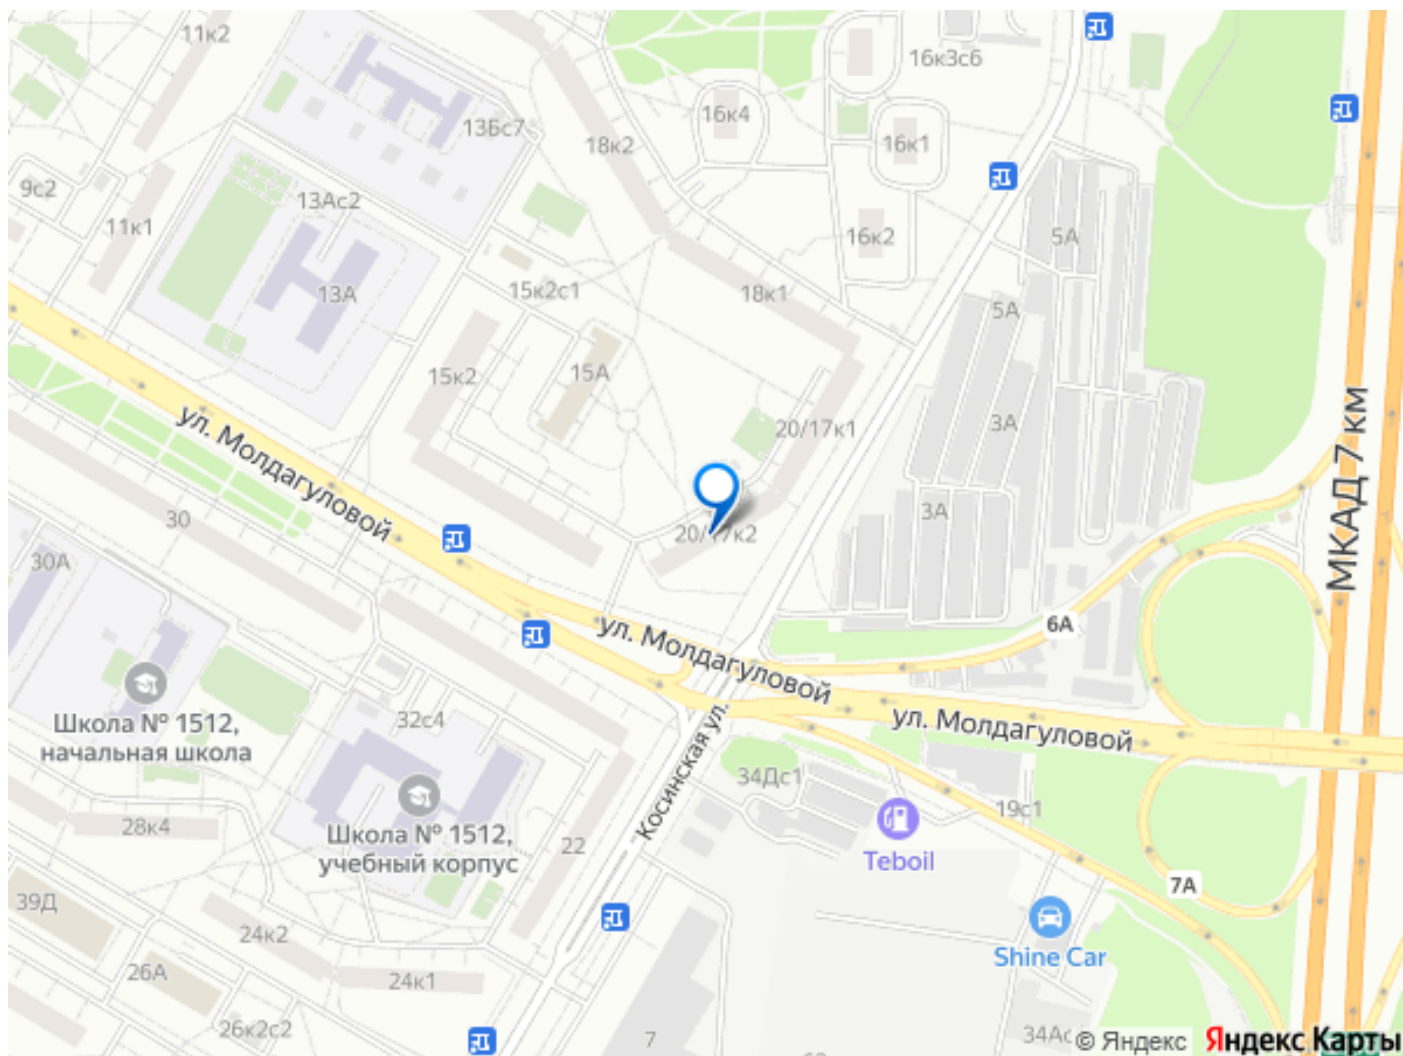 11к2
16к3с6
16к4
13Бс7
18к2
16к1
9с2
13Ас2
11к1
16к2
5А
15к2с1
18к1
13А
5А
15к2
15А
20/17к1
3А
ул. Молдагуловой
МКАД 7 км
30
3А
20/17к2
30А
6А
ул. Молдагуловой
ул. Молдагуловой
Школа № 1512,
начальная школа
32с4
Косинская ул.
34Дс1
19с1
28к4
Школа № 1512,
учебный корпус
22
Teboil
7А
39Д
24к2
Shine Car
26А
24к1
26к2с2
7
34Ас
© Яндекс
Яндекс Карты